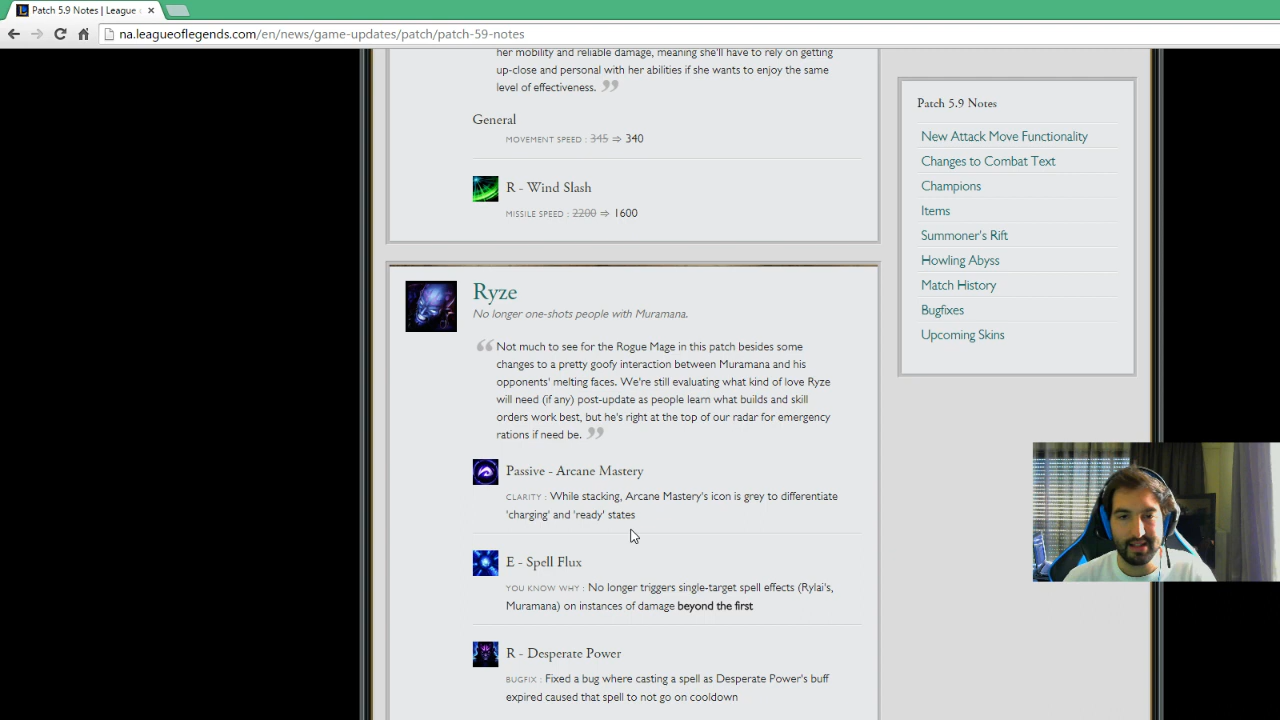 Patch 5.9 Notes | League
na.leagueoflegends.com/en/news/game-updates/patch/patch-59-notes
her mobility and reliable damage, meaning she'll have to rely on getting
up-close and personal with her abilities if she wants to enjoy the same
level of effectiveness. ”
General
MOVEMENT SPEED : 345 ⇒ 340
R - Wind Slash
MISSILE SPEED : 2200 ⇒ 1600
Ryze
No longer one-shots people with Muramana.
“ Not much to see for the Rogue Mage in this patch besides some
changes to a pretty goofy interaction between Muramana and his
opponents' melting faces. We're still evaluating what kind of love Ryze
will need (if any) post-update as people learn what builds and skill
orders work best, but he's right at the top of our radar for emergency
rations if need be. ”
Passive - Arcane Mastery
CLARITY : While stacking, Arcane Mastery's icon is grey to differentiate
'charging' and 'ready' states
E - Spell Flux
YOU KNOW WHY : No longer triggers single-target spell effects (Rylai's,
Muramana) on instances of damage beyond the first
R - Desperate Power
BUGFIX : Fixed a bug where casting a spell as Desperate Power's buff
expired caused that spell to not go on cooldown
Patch 5.9 Notes
New Attack Move Functionality
Changes to Combat Text
Champions
Items
Summoner's Rift
Howling Abyss
Match History
Bugfixes
Upcoming Skins